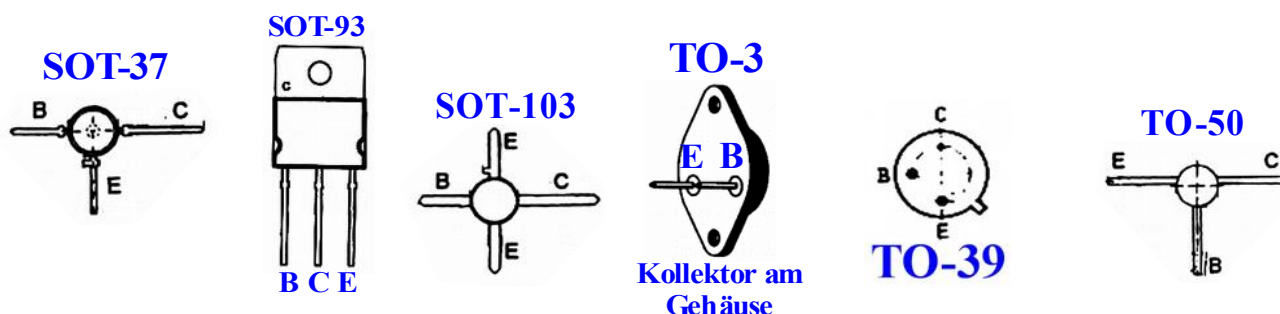 SOT-37
B C
E
SOT-93
C
B C E
SOT-103
E
B C
E
TO-3
E B
Kollektor am
Gehäuse
C
B
E
TO-39
TO-50
E C
B